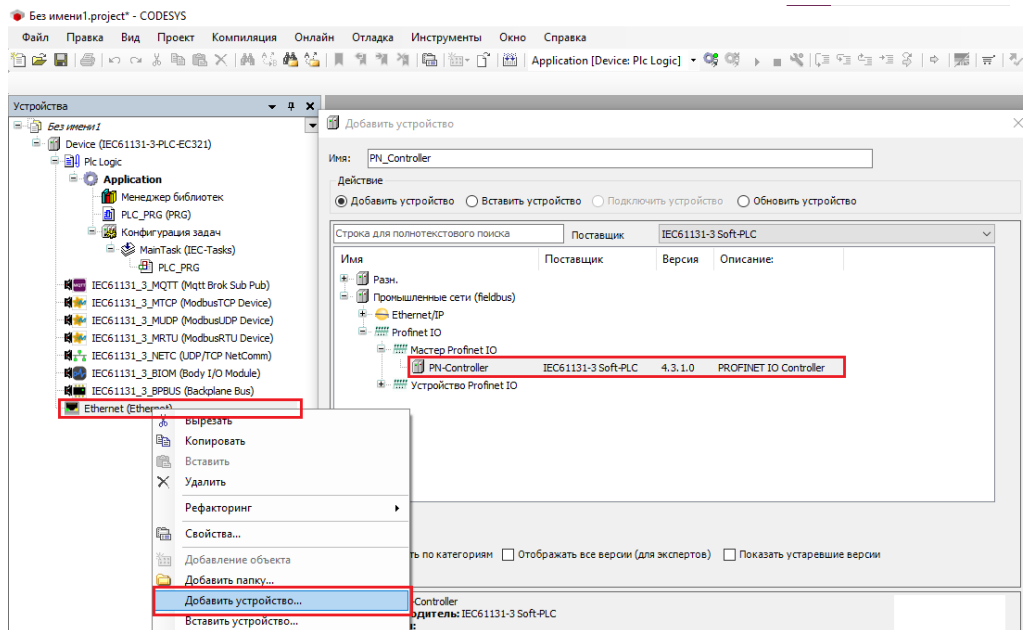 Без имени1.project* - CODESYS
Файл Правка Вид Проект Компиляция Онлайн Отладка Инструменты Окно Справка
Application [Device: Plc Logic]
Устройства
Без имени1
Device (IEC61131-3-PLC-EC321)
Plc Logic
Application
Менеджер библиотек
PLC_PRG (PRG)
Конфигурация задач
MainTask (IEC-Tasks)
PLC_PRG
IEC61131_3_MQTT (Mqtt Brok Sub Pub)
IEC61131_3_MTCP (ModbusTCP Device)
IEC61131_3_MUDP (ModbusUDP Device)
IEC61131_3_MRTU (ModbusRTU Device)
IEC61131_3_NETC (UDP/TCP NetComm)
IEC61131_3_BIOM (Body I/O Module)
IEC61131_3_BPBUS (Backplane Bus)
Ethernet (Ethernet)
Вырезать
Копировать
Вставить
Удалить
Рефакторинг
Свойства...
Добавление объекта
Добавить папку...
Добавить устройство...
Вставить устройство...
Добавить устройство
Имя: PN_Controller
Действие
Добавить устройство Вставить устройство Подключить устройство Обновить устройство
Строка для полнотекстового поиска Поставщик IEC61131-3 Soft-PLC
Имя Поставщик Версия Описание:
Разн.
Промышленные сети (fieldbus)
Ethernet/IP
Profinet IO
Мастер Profinet IO
PN-Controller IEC61131-3 Soft-PLC 4.3.1.0 PROFINET IO Controller
Устройство Profinet IO
по категориям Отображать все версии (для экспертов) Показать устаревшие версии
-Controller
IEC61131-3 Soft-PLC